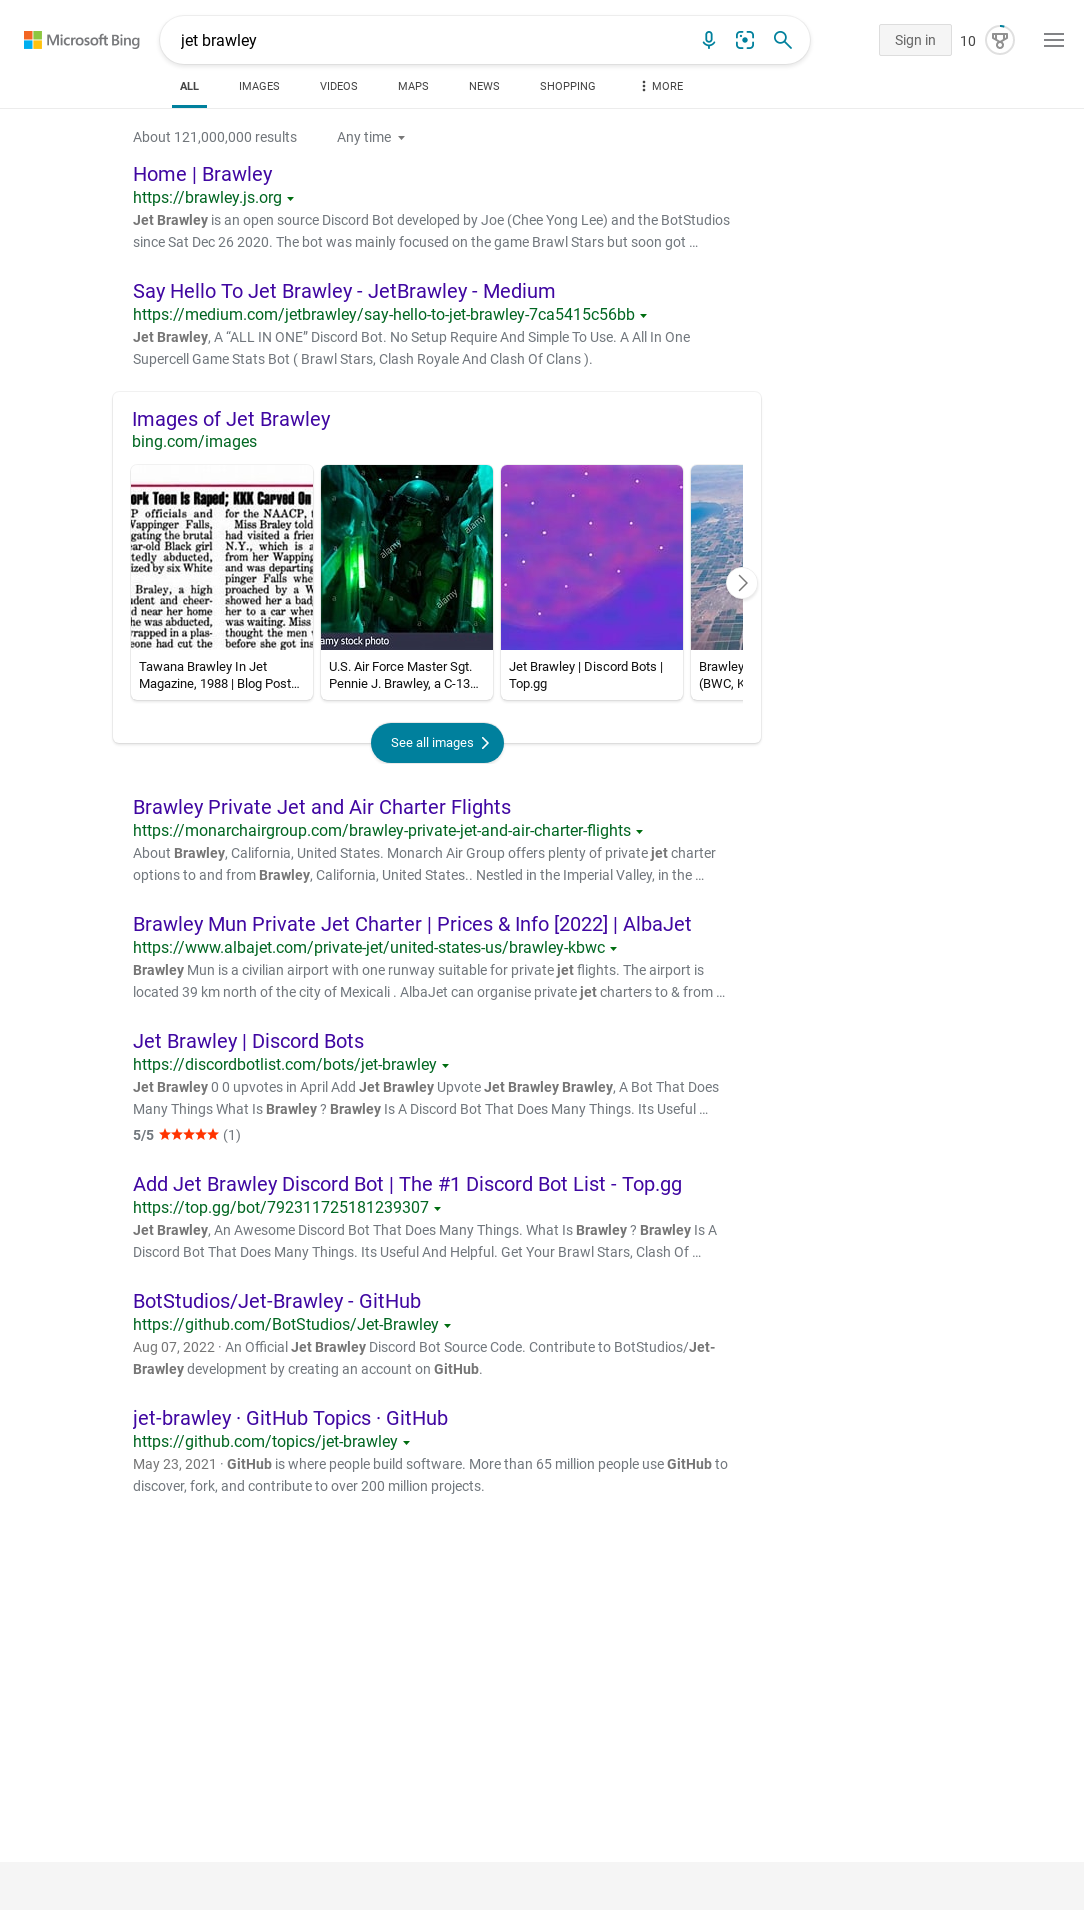 Microsoft Bing
jet brawley
Sign in
10
ALL
IMAGES
VIDEOS
MAPS
NEWS
SHOPPING
MORE
About 121,000,000 results
Any time
Home | Brawley
https://brawley.js.org
Jet Brawley is an open source Discord Bot developed by Joe (Chee Yong Lee) and the BotStudios
since Sat Dec 26 2020. The bot was mainly focused on the game Brawl Stars but soon got …
Say Hello To Jet Brawley - JetBrawley - Medium
https://medium.com/jetbrawley/say-hello-to-jet-brawley-7ca5415c56bb
Jet Brawley, A “ALL IN ONE” Discord Bot. No Setup Require And Simple To Use. A All In One
Supercell Game Stats Bot ( Brawl Stars, Clash Royale And Clash Of Clans ).
Images of Jet Brawley
bing.com/images
ork Teen Is Raped; KKK Carved On
P officials and
Wappinger Falls,
gating the brutal
ear-old Black girl
tedly abducted,
ized by six White
Braley, a high
dent and cheer-
d near her home
he was abducted,
rapped in a plas-
eone had cut the
for the NAACP, t
Miss Braley told
had visited a frien
N.Y., which is a
from her Wapping
and was departing
pinger Falls whe
proached by a W
showed her a bad
her to a car wher
was waiting. Miss
thought the men w
before she got ins
Tawana Brawley In Jet
Magazine, 1988 | Blog Post…
a
alamy
alamy
alamy
amy stock photo
U.S. Air Force Master Sgt.
Pennie J. Brawley, a C-13…
Jet Brawley | Discord Bots |
Top.gg
Brawley
(BWC, K
See all images
Brawley Private Jet and Air Charter Flights
https://monarchairgroup.com/brawley-private-jet-and-air-charter-flights
About Brawley, California, United States. Monarch Air Group offers plenty of private jet charter
options to and from Brawley, California, United States.. Nestled in the Imperial Valley, in the …
Brawley Mun Private Jet Charter | Prices & Info [2022] | AlbaJet
https://www.albajet.com/private-jet/united-states-us/brawley-kbwc
Brawley Mun is a civilian airport with one runway suitable for private jet flights. The airport is
located 39 km north of the city of Mexicali . AlbaJet can organise private jet charters to & from …
Jet Brawley | Discord Bots
https://discordbotlist.com/bots/jet-brawley
Jet Brawley 0 0 upvotes in April Add Jet Brawley Upvote Jet Brawley Brawley, A Bot That Does
Many Things What Is Brawley ? Brawley Is A Discord Bot That Does Many Things. Its Useful …
5/5 ★★★★★ (1)
Add Jet Brawley Discord Bot | The #1 Discord Bot List - Top.gg
https://top.gg/bot/792311725181239307
Jet Brawley, An Awesome Discord Bot That Does Many Things. What Is Brawley ? Brawley Is A
Discord Bot That Does Many Things. Its Useful And Helpful. Get Your Brawl Stars, Clash Of …
BotStudios/Jet-Brawley - GitHub
https://github.com/BotStudios/Jet-Brawley
Aug 07, 2022 · An Official Jet Brawley Discord Bot Source Code. Contribute to BotStudios/Jet-
Brawley development by creating an account on GitHub.
jet-brawley · GitHub Topics · GitHub
https://github.com/topics/jet-brawley
May 23, 2021 · GitHub is where people build software. More than 65 million people use GitHub to
discover, fork, and contribute to over 200 million projects.